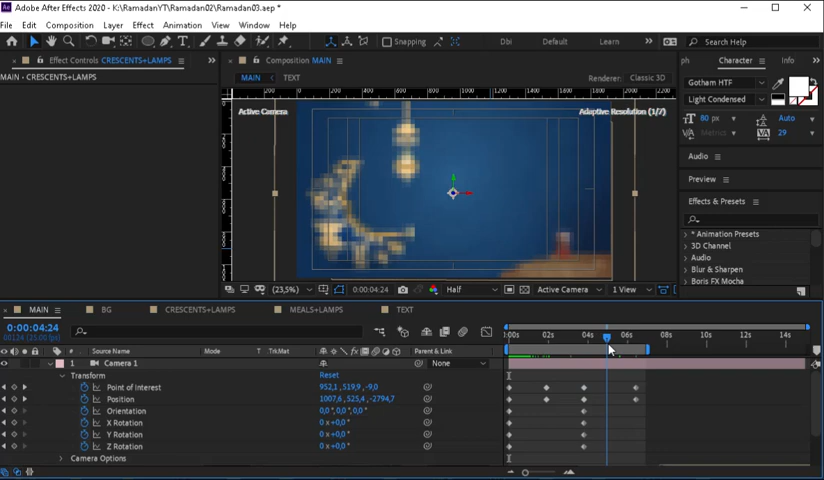 Adobe After Effects 2020 - K:\RamadanYT\Ramadan02\Ramadan03.aep *
File Edit Composition Layer Effect Animation View Window Help
Snapping Dbi Default Learn Search Help
Effect Controls CRESCENTS+LAMPS
MAIN • CRESCENTS+LAMPS
Composition MAIN
MAIN TEXT Renderer: Classic 3D
Active Camera Adaptive Resolution (1/7)
(23,5%) 0:00:04:24 Half Active Camera 1 View
Character Info
Gotham HTF
Light Condensed
80 px Auto
Metrics 29
Audio
Preview
Effects & Presets
* Animation Presets
3D Channel
Audio
Blur & Sharpen
Boris FX Mocha
MAIN BG CRESCENTS+LAMPS MEALS+LAMPS TEXT
0:00:04:24
00124 (25.00 fps)
:00s 02s 04s 06s 08s 10s 12s 14s
# Source Name Mode T TrkMat Parent & Link
1 Camera 1 None
Transform Reset
Point of Interest 952,1 ,519,9 ,-9,0
Position 1007,6 ,525,4 ,-2794,7
Orientation 0,0 °,0,0 °,0,0 °
X Rotation 0 x +0,0 °
Y Rotation 0 x +0,0 °
Z Rotation 0 x +0,0 °
Camera Options